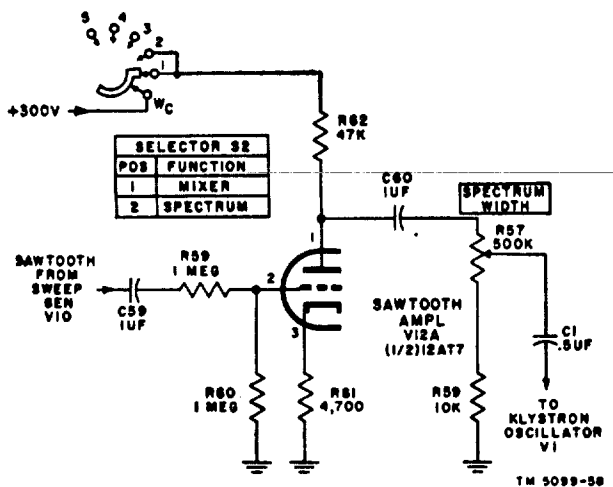 5 4 3 2
1
WC
+300V
SELECTOR S2
POS FUNCTION
1 MIXER
2 SPECTRUM
R62
47K
C60
1UF
SPECTRUM
WIDTH
R57
500K
1
2
3
SAWTOOTH
FROM
SWEEP
GEN
V10
C59
1UF
R59
1 MEG
SAWTOOTH
AMPL
V12A
(1/2)12AT7
C1
.5UF
R60
1 MEG
R61
4,700
R59
10K
TO
KLYSTRON
OSCILLATOR
V1
TM 5099-58